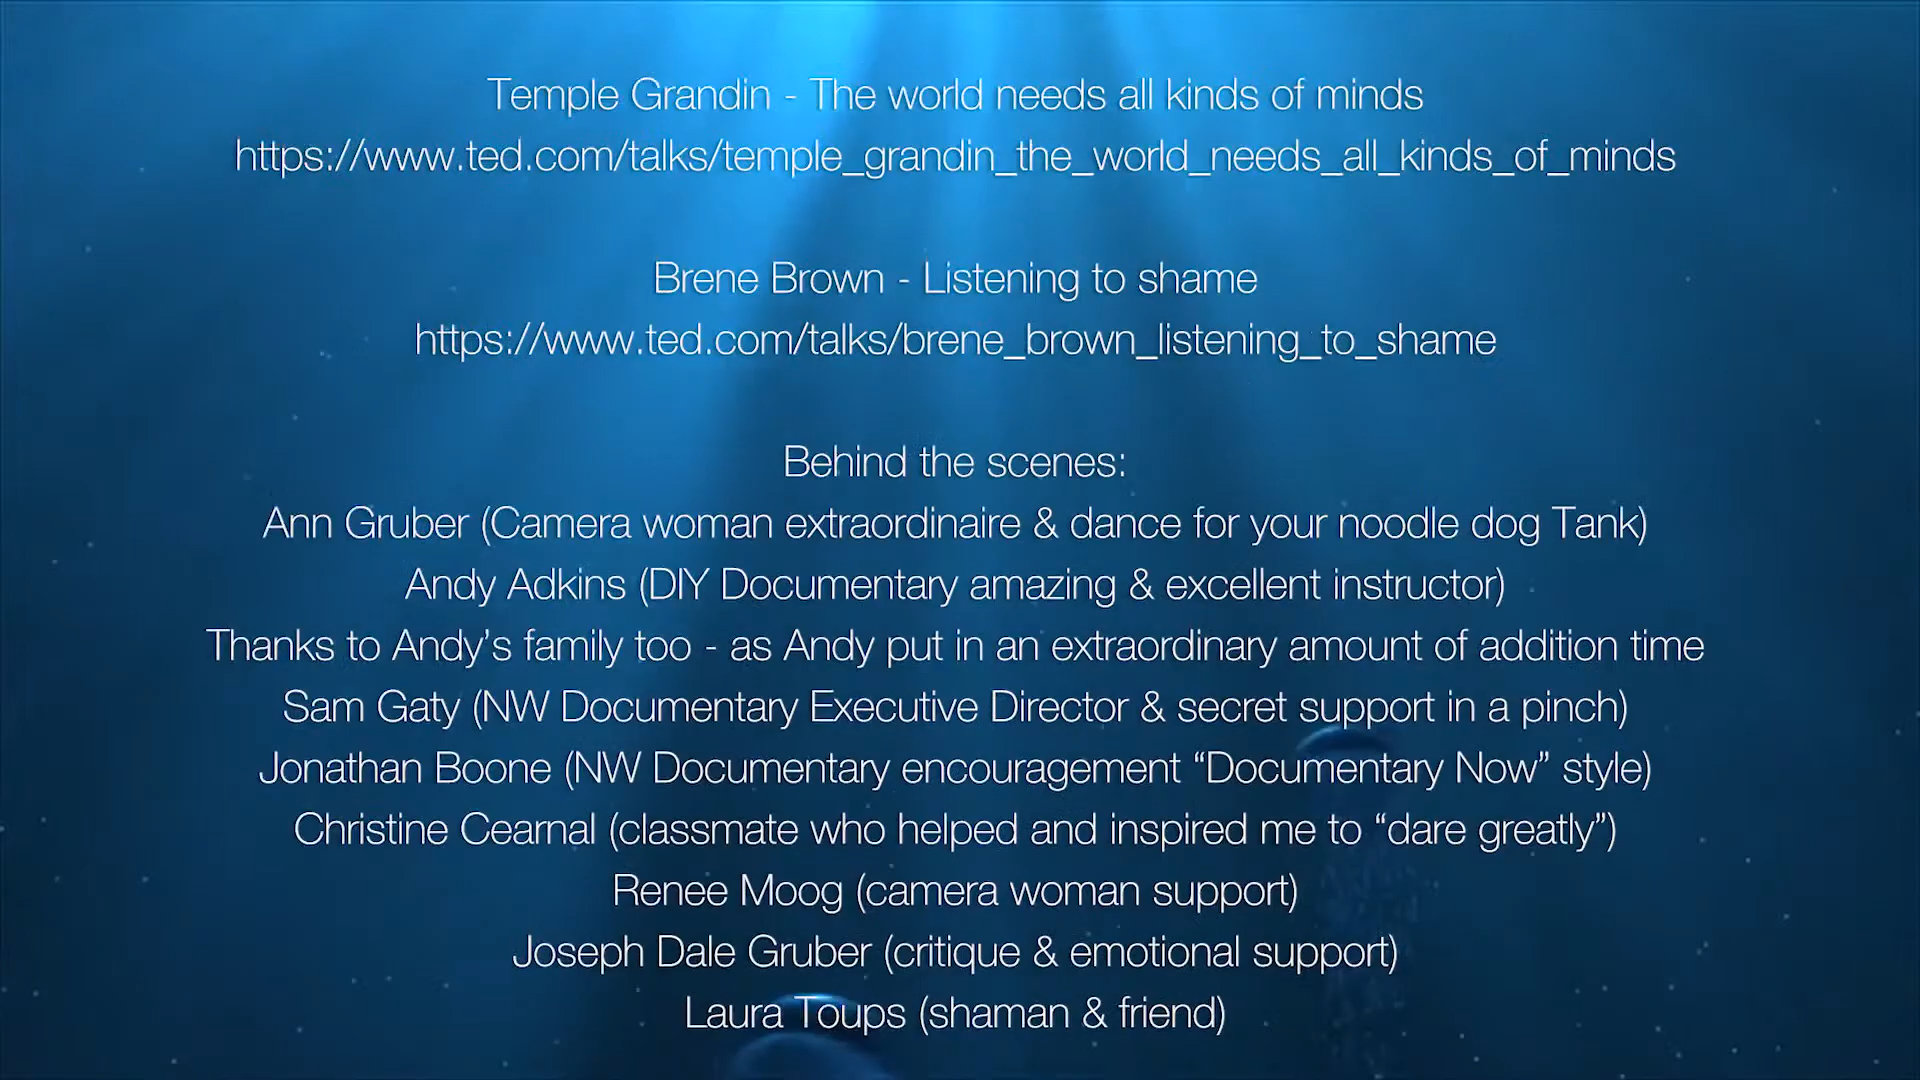 Temple Grandin - The world needs all kinds of minds
https://www.ted.com/talks/temple_grandin_the_world_needs_all_kinds_of_minds
Brene Brown - Listening to shame
https://www.ted.com/talks/brene_brown_listening_to_shame
Behind the scenes:
Ann Gruber (Camera woman extraordinaire & dance for your noodle dog Tank)
Andy Adkins (DIY Documentary amazing & excellent instructor)
Thanks to Andy’s family too - as Andy put in an extraordinary amount of addition time
Sam Gaty (NW Documentary Executive Director & secret support in a pinch)
Jonathan Boone (NW Documentary encouragement “Documentary Now” style)
Christine Cearnal (classmate who helped and inspired me to “dare greatly”)
Renee Moog (camera woman support)
Joseph Dale Gruber (critique & emotional support)
Laura Toups (shaman & friend)